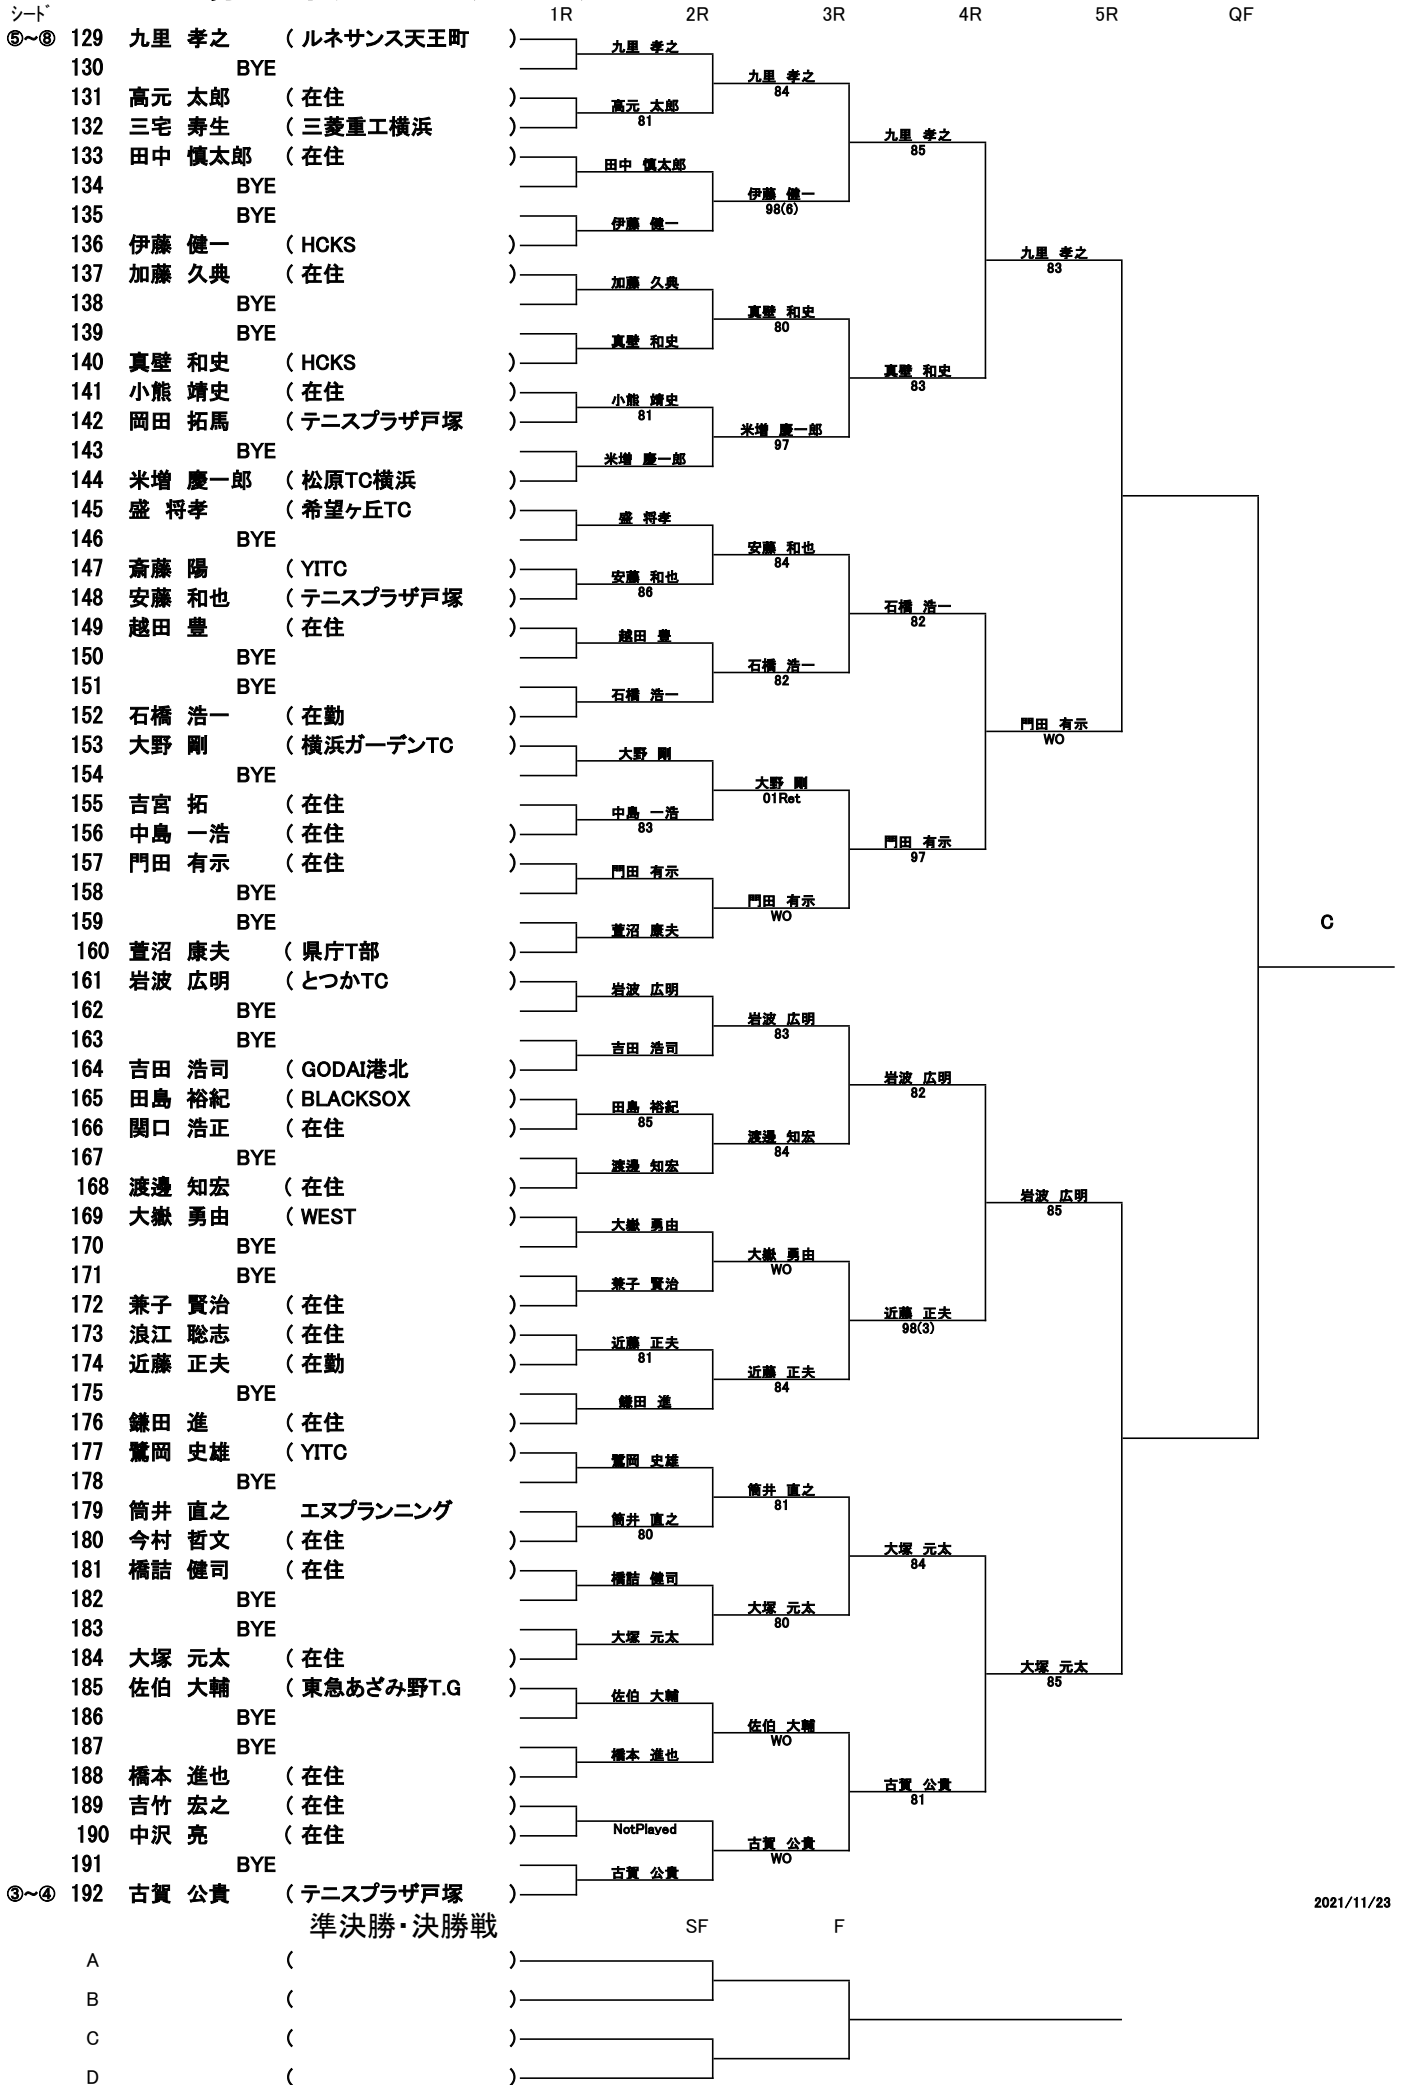 シード 1R 2R 3R 4R 5R QF
⑤~⑧ 129 九里 孝之 ( ルネサンス天王町 )
九里 孝之
130 BYE
九里 孝之
84
131 高元 太郎 ( 在住 )
高元 太郎
81
132 三宅 寿生 ( 三菱重工横浜 )
九里 孝之
85
133 田中 慎太郎 ( 在住 )
田中 慎太郎
134 BYE
伊藤 健一
98(6)
135 BYE
伊藤 健一
136 伊藤 健一 ( HCKS )
九里 孝之
83
137 加藤 久典 ( 在住 )
加藤 久典
138 BYE
真壁 和史
80
139 BYE
真壁 和史
140 真壁 和史 ( HCKS )
真壁 和史
83
141 小熊 靖史 ( 在住 )
小熊 靖史
81
142 岡田 拓馬 ( テニスプラザ戸塚 )
米増 慶一郎
97
143 BYE
米増 慶一郎
144 米増 慶一郎 ( 松原TC横浜 )
145 盛 将孝 ( 希望ヶ丘TC )
盛 将孝
146 BYE
安藤 和也
84
147 斎藤 陽 ( YITC )
安藤 和也
86
148 安藤 和也 ( テニスプラザ戸塚 )
石橋 浩一
82
149 越田 豊 ( 在住 )
越田 豊
150 BYE
石橋 浩一
82
151 BYE
石橋 浩一
152 石橋 浩一 ( 在勤 )
門田 有示
WO
153 大野 剛 ( 横浜ガーデンTC )
大野 剛
154 BYE
大野 剛
01Ret
155 吉宮 拓 ( 在住 )
中島 一浩
83
156 中島 一浩 ( 在住 )
門田 有示
97
157 門田 有示 ( 在住 )
門田 有示
158 BYE
門田 有示
WO
159 BYE
萱沼 康夫
C
160 萱沼 康夫 ( 県庁T部 )
161 岩波 広明 ( とつかTC )
岩波 広明
162 BYE
岩波 広明
83
163 BYE
吉田 浩司
164 吉田 浩司 ( GODAI港北 )
岩波 広明
82
165 田島 裕紀 ( BLACKSOX )
田島 裕紀
85
166 関口 浩正 ( 在住 )
渡邊 知宏
84
167 BYE
渡邊 知宏
168 渡邊 知宏 ( 在住 )
岩波 広明
85
169 大嶽 勇由 ( WEST )
大嶽 勇由
170 BYE
大嶽 勇由
WO
171 BYE
兼子 賢治
172 兼子 賢治 ( 在住 )
近藤 正夫
98(3)
173 浪江 聡志 ( 在住 )
近藤 正夫
81
174 近藤 正夫 ( 在勤 )
近藤 正夫
84
175 BYE
鎌田 進
176 鎌田 進 ( 在住 )
177 鷺岡 史雄 ( YITC )
鷺岡 史雄
178 BYE
筒井 直之
81
179 筒井 直之 エヌプランニング
筒井 直之
80
180 今村 哲文 ( 在住 )
大塚 元太
84
181 橋詰 健司 ( 在住 )
橋詰 健司
182 BYE
大塚 元太
80
183 BYE
大塚 元太
184 大塚 元太 ( 在住 )
大塚 元太
85
185 佐伯 大輔 ( 東急あざみ野T.G )
佐伯 大輔
186 BYE
佐伯 大輔
WO
187 BYE
橋本 進也
188 橋本 進也 ( 在住 )
古賀 公貴
81
189 吉竹 宏之 ( 在住 )
NotPlayed
190 中沢 亮 ( 在住 )
古賀 公貴
WO
191 BYE
古賀 公貴
③~④ 192 古賀 公貴 ( テニスプラザ戸塚 )
2021/11/23
準決勝・決勝戦 SF F
A ( )
B ( )
C ( )
D ( )